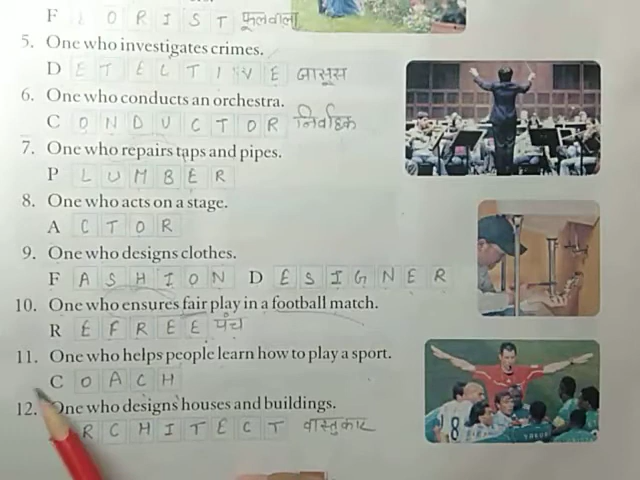 F L O R I S T फूलवाला
5. One who investigates crimes.
D E T E C T I V E जासूस
6. One who conducts an orchestra.
C O N D U C T O R निर्वाहक
7. One who repairs taps and pipes.
P L U M B E R
8. One who acts on a stage.
A C T O R
9. One who designs clothes.
F A S H I O N D E S I G N E R
10. One who ensures fair play in a football match.
R E F R E E पंच
11. One who helps people learn how to play a sport.
C O A C H
12. One who designs houses and buildings.
R C H I T E C T वास्तुकार
8